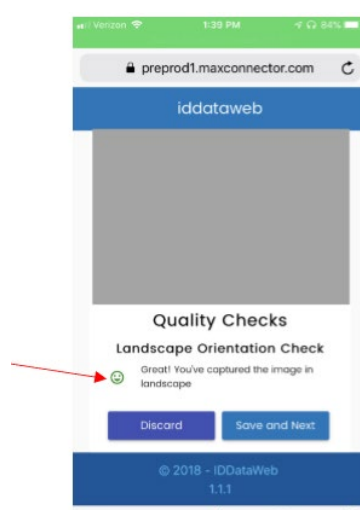 Verizon 1:39 PM 84%
preprod1.maxconnector.com
iddataweb
Quality Checks
Landscape Orientation Check
Great! You've captured the image in
landscape
Discard Save and Next
© 2018 - IDDataWeb
1.1.1